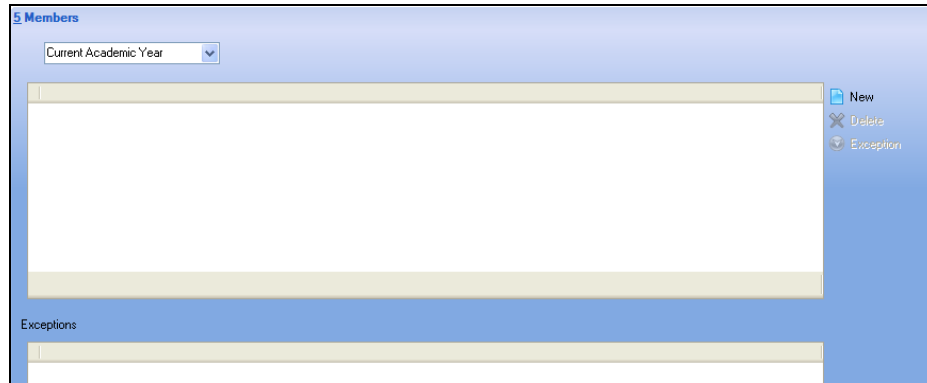 5 Members
Current Academic Year
New
Delete
Exception
Exceptions